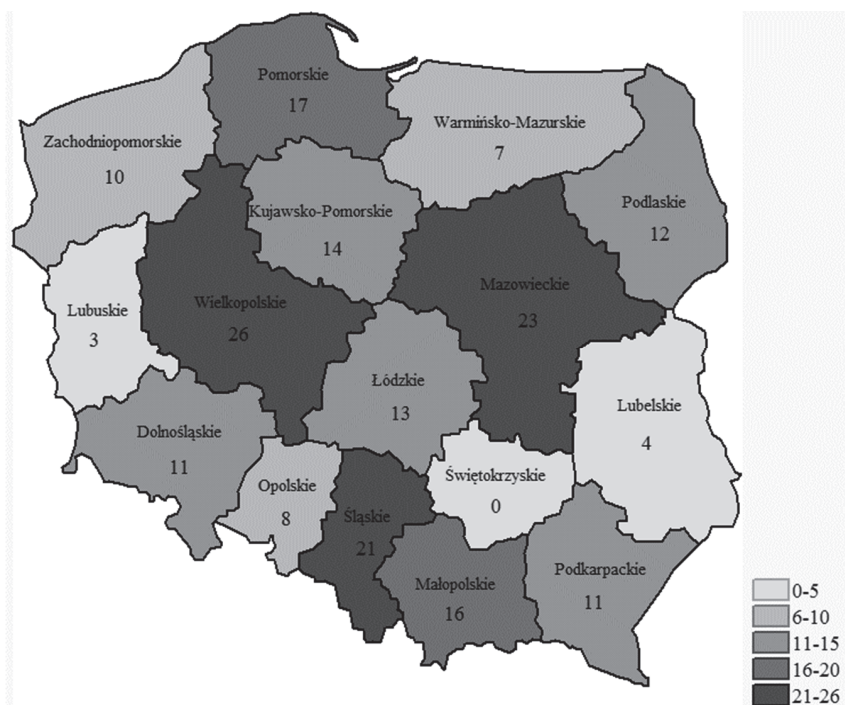 Pomorskie
17
Warmińsko-Mazurskie
7
Zachodniopomorskie
10
Kujawsko-Pomorskie
14
Podlaskie
12
Mazowieckie
23
Wielkopolskie
26
Lubuskie
3
Łódzkie
13
Lubelskie
4
Dolnośląskie
11
Opolskie
8
Śląskie
21
Świętokrzyskie
0
Małopolskie
16
Podkarpackie
11
0-5
6-10
11-15
16-20
21-26